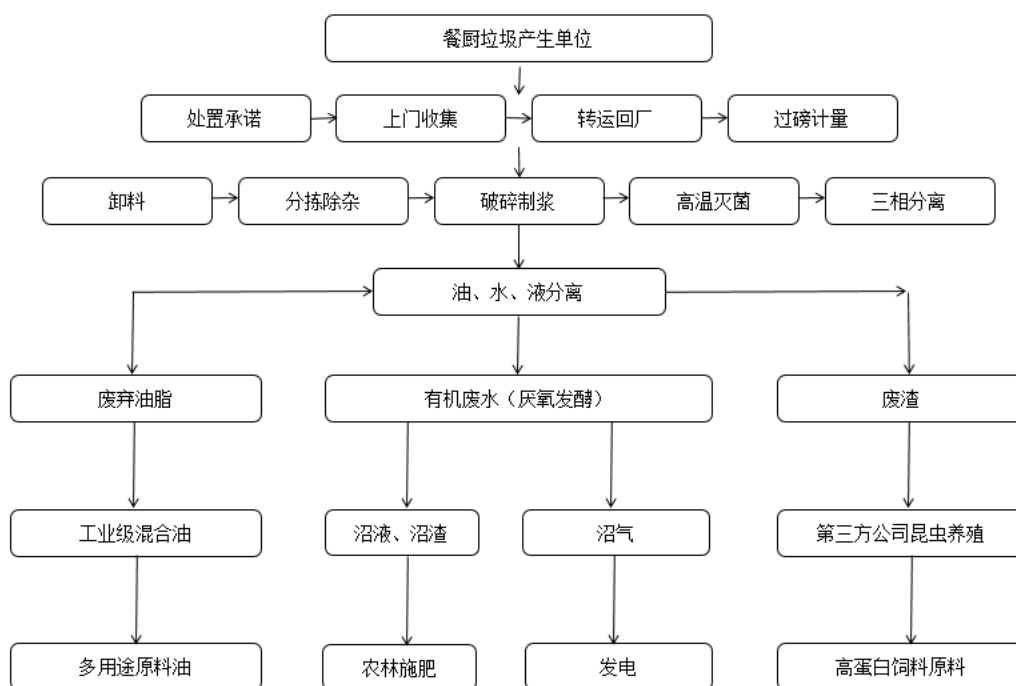 餐厨垃圾产生单位
处置承诺
上门收集
转运回厂
过磅计量
卸料
分拣除杂
破碎制浆
高温灭菌
三相分离
油、水、液分离
废弃油脂
有机废水（厌氧发酵）
废渣
工业级混合油
沼液、沼渣
沼气
第三方公司昆虫养殖
多用途原料油
农林施肥
发电
高蛋白饲料原料